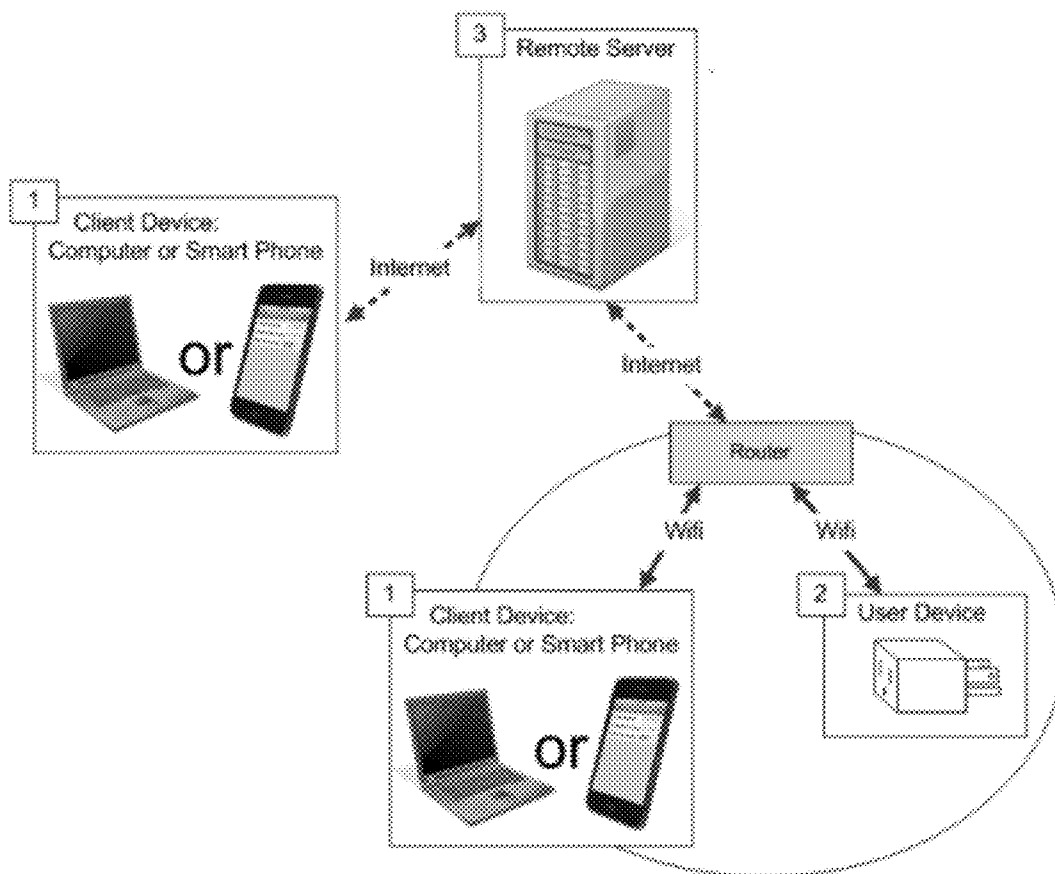 3
Remote Server
1
Client Device:
Computer or Smart Phone
or
Internet
Internet
Router
Wifi
Wifi
1
Client Device:
Computer or Smart Phone
or
2
User Device